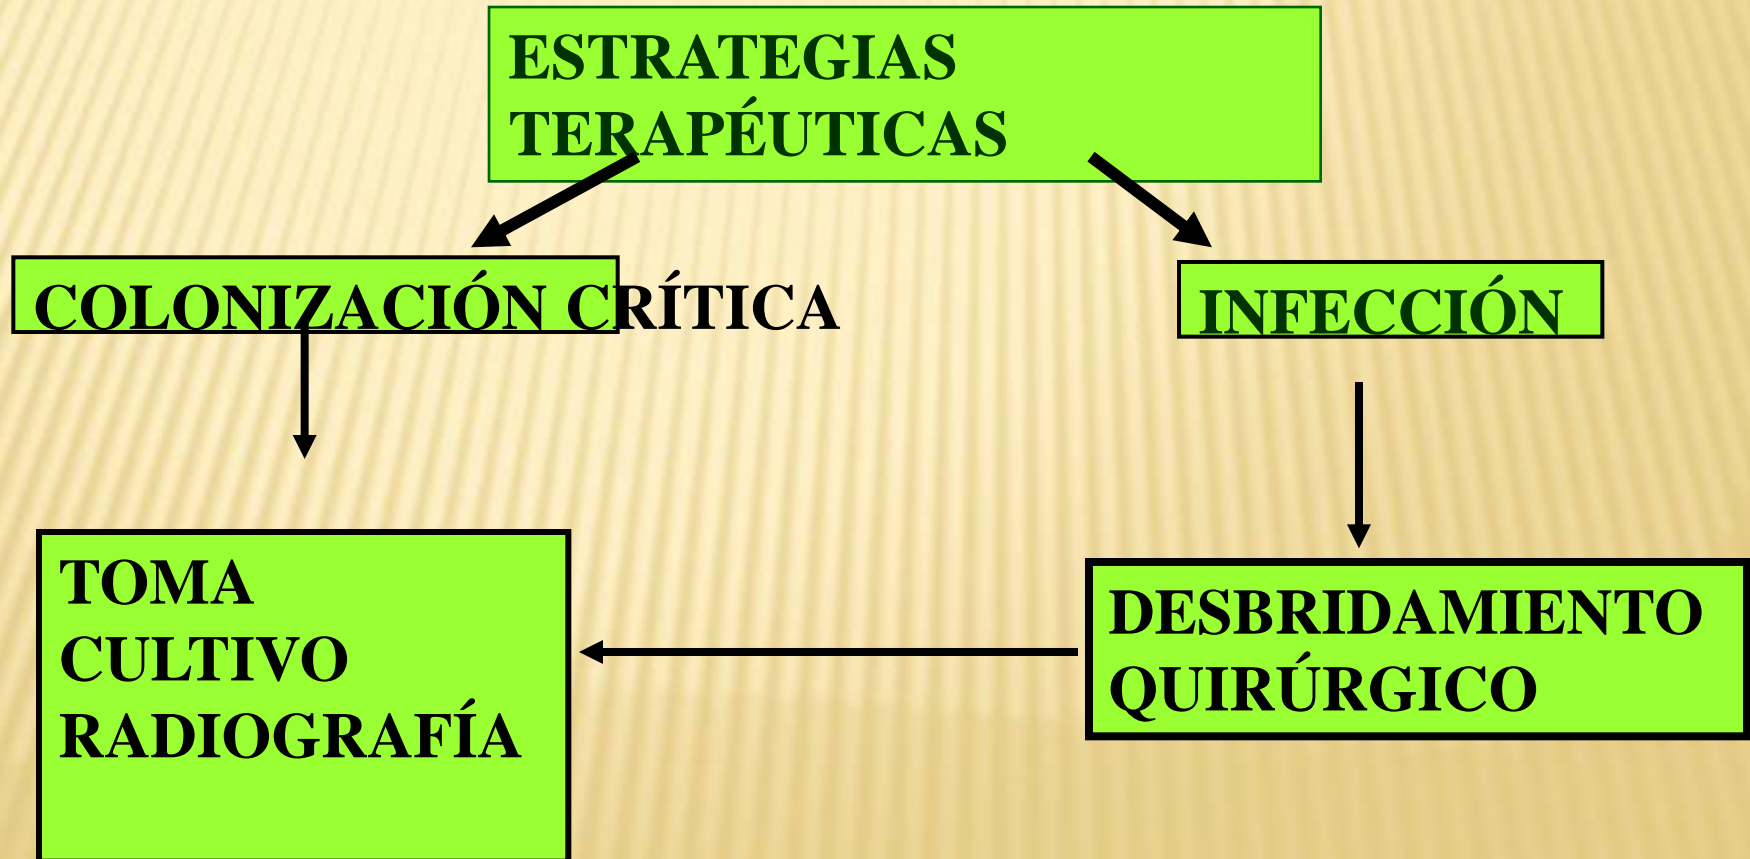 ESTRATEGIAS
TERAPÉUTICAS
COLONIZACIÓN CRÍTICA
INFECCIÓN
TOMA
CULTIVO
RADIOGRAFÍA
DESBRIDAMIENTO
QUIRÚRGICO